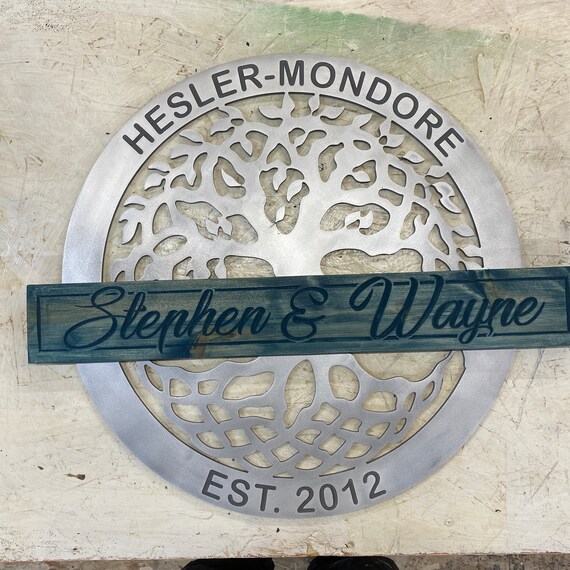 HESLER-MONDORE
Stephen & Wayne
EST. 2012